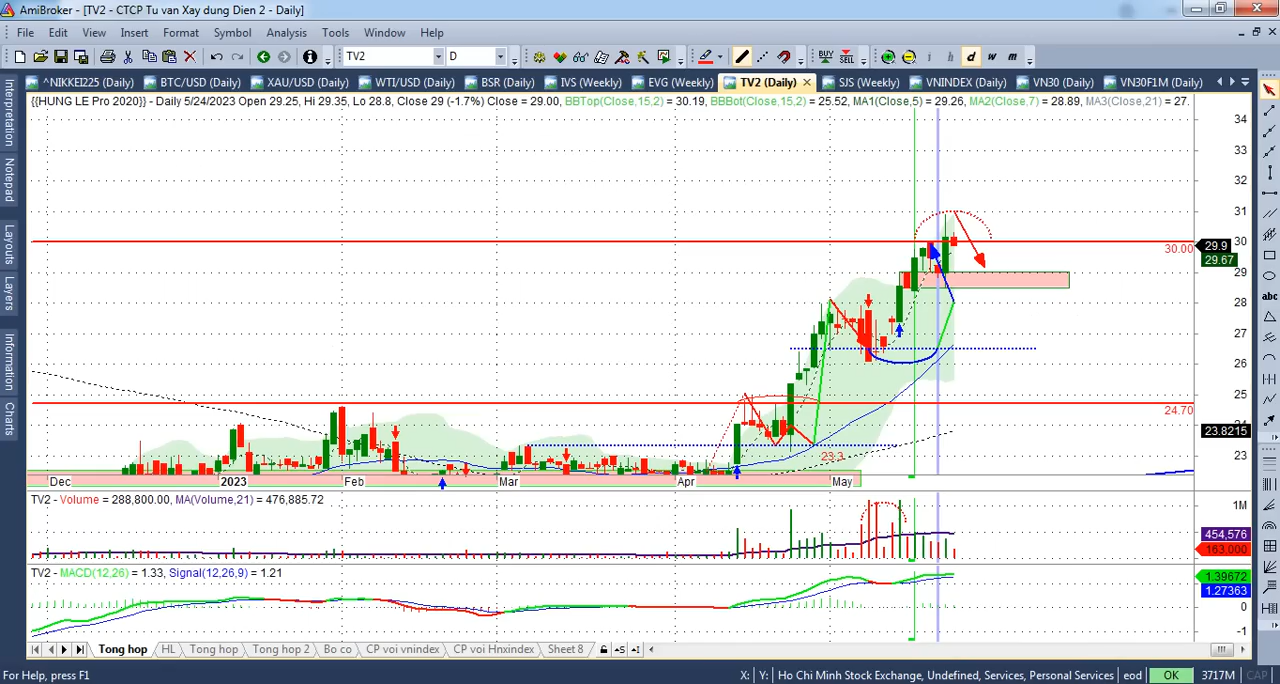 AmiBroker - [TV2 - CTCP Tu van Xay dung Dien 2 - Daily]
File Edit View Insert Format Symbol Analysis Tools Window Help
TV2 D BUY SELL i h d w m
^NIKKEI225 (Daily) BTC/USD (Daily) XAU/USD (Daily) WTI/USD (Daily) BSR (Daily) IVS (Weekly) EVG (Weekly) TV2 (Daily) SJS (Weekly) VNINDEX (Daily) VN30 (Daily) VN30F1M (Daily)
{{HUNG LE Pro 2020}} - Daily 5/24/2023 Open 29.25, Hi 29.35, Lo 28.8, Close 29 (-1.7%) Close = 29.00, BBTop(Close,15,2) = 30.19, BBBot(Close,15,2) = 25.52, MA1(Close,5) = 29.26, MA2(Close,7) = 28.89, MA3(Close,21) = 27.
Interpretation
Notepad
Layouts
Layers
Information
Charts
34
33
32
31
30
30.00
29.9
29.67
29
28
27
26
25
24.70
24
23.8215
23
23.3
Dec 2023 Feb Mar Apr May
TV2 - Volume = 288,800.00, MA(Volume,21) = 476,885.72
1M
454,576
163,000
TV2 - MACD(12,26) = 1.33, Signal(12,26,9) = 1.21
1.39672
1.27363
0
-1
abc
Tong hop HL Tong hop Tong hop 2 Bo co CP voi vnindex CP voi Hnxindex Sheet 8
For Help, press F1 X: Y: Ho Chi Minh Stock Exchange, Undefined, Services, Personal Services eod OK 3717M CAP